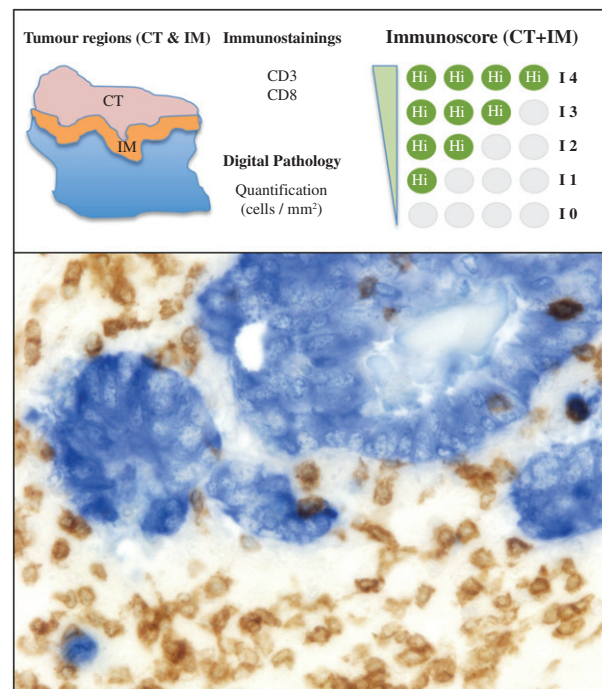 Tumour regions (CT & IM)
CT
IM
Immunostainings
CD3
CD8
Digital Pathology
Quantification
(cells / mm²)
Immunoscore (CT+IM)
Hi Hi Hi Hi I 4
Hi Hi Hi I 3
Hi Hi I 2
Hi I 1
I 0